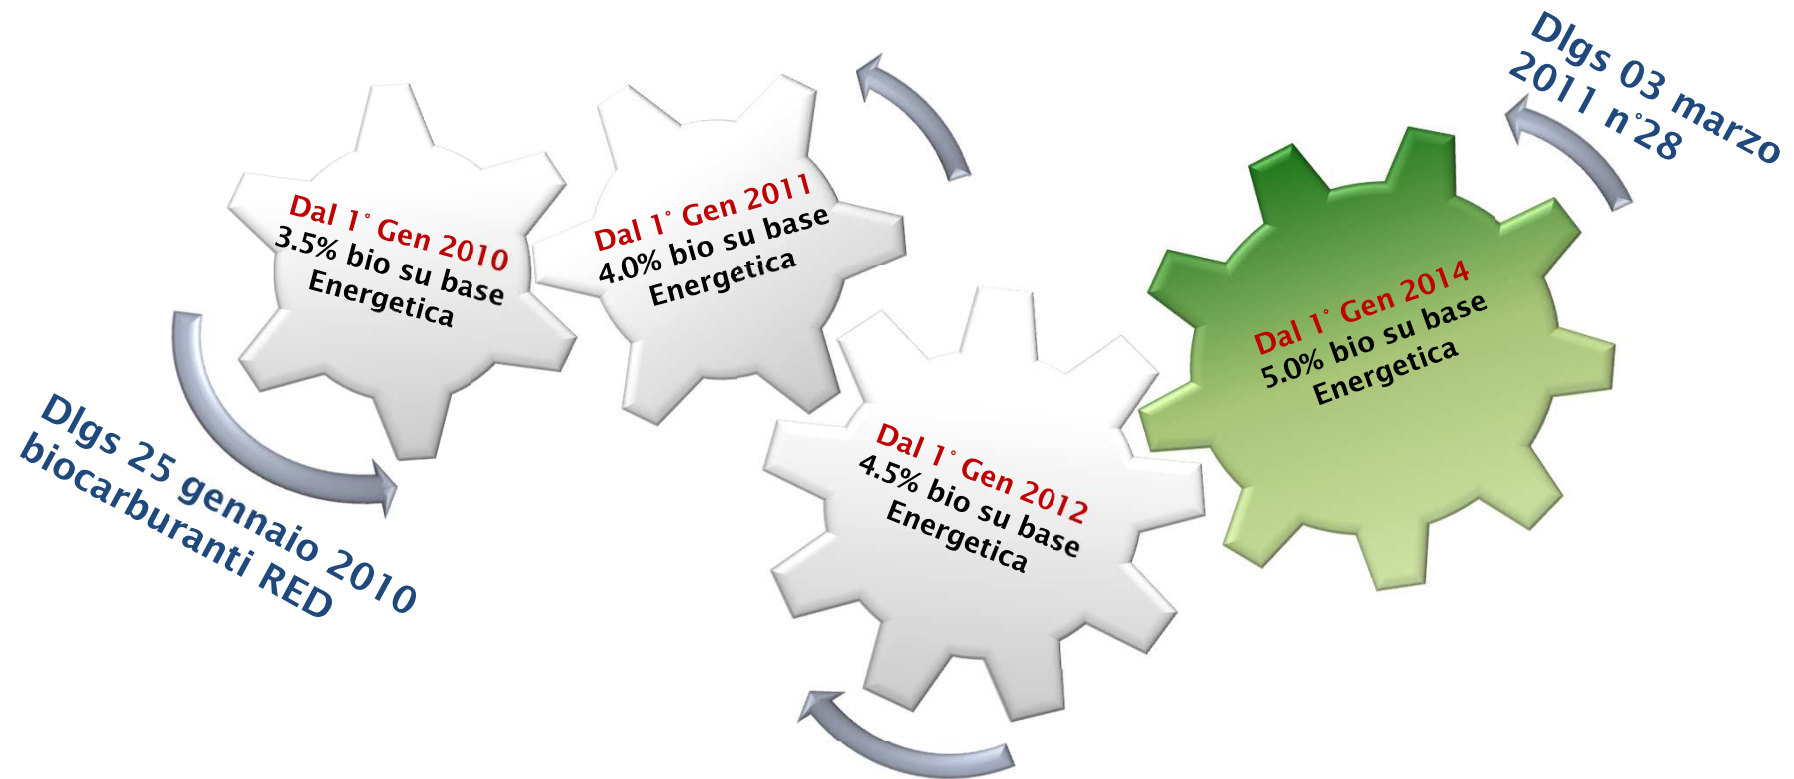 Dal 1° Gen 2010
3.5% bio su base
Energetica
Dal 1° Gen 2011
4.0% bio su base
Energetica
Dal 1° Gen 2012
4.5% bio su base
Energetica
Dal 1° Gen 2014
5.0% bio su base
Energetica
Dlgs 25 gennaio 2010
biocarburanti RED
Dlgs 03 marzo
2011 n°28